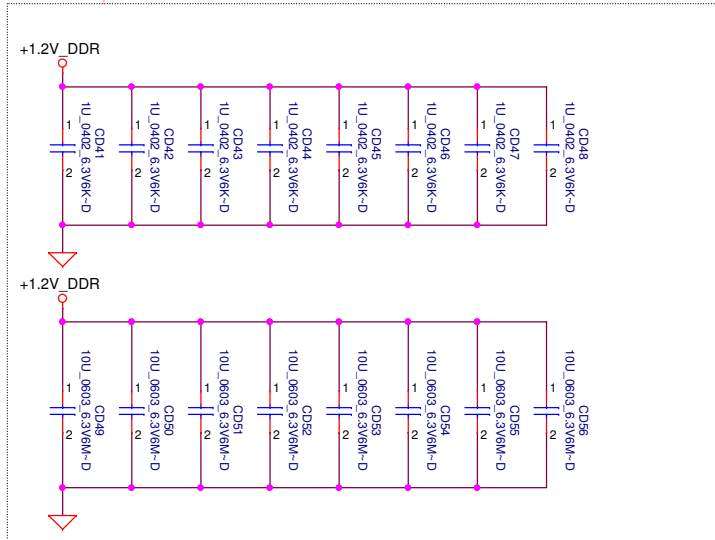 +1.2V_DDR
1
2
CD41
1U_0402_6.3V6K~D
1
2
CD42
1U_0402_6.3V6K~D
1
2
CD43
1U_0402_6.3V6K~D
1
2
CD44
1U_0402_6.3V6K~D
1
2
CD45
1U_0402_6.3V6K~D
1
2
CD46
1U_0402_6.3V6K~D
1
2
CD47
1U_0402_6.3V6K~D
1
2
CD48
1U_0402_6.3V6K~D
+1.2V_DDR
1
2
CD49
10U_0603_6.3V6M~D
1
2
CD50
10U_0603_6.3V6M~D
1
2
CD51
10U_0603_6.3V6M~D
1
2
CD52
10U_0603_6.3V6M~D
1
2
CD53
10U_0603_6.3V6M~D
1
2
CD54
10U_0603_6.3V6M~D
1
2
CD55
10U_0603_6.3V6M~D
1
2
CD56
10U_0603_6.3V6M~D